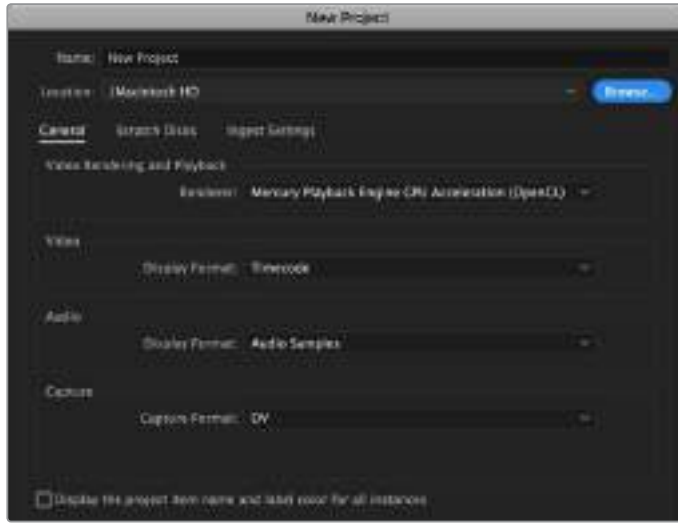 New Project
Name: New Project
Location: /Macintosh HD Browse...
General Scratch Disks Ingest Settings
Video Rendering and Playback
Renderer: Mercury Playback Engine GPU Acceleration (OpenCL)
Video
Display Format: Timecode
Audio
Display Format: Audio Samples
Capture
Capture Format: DV
Display the project item name and label color for all instances